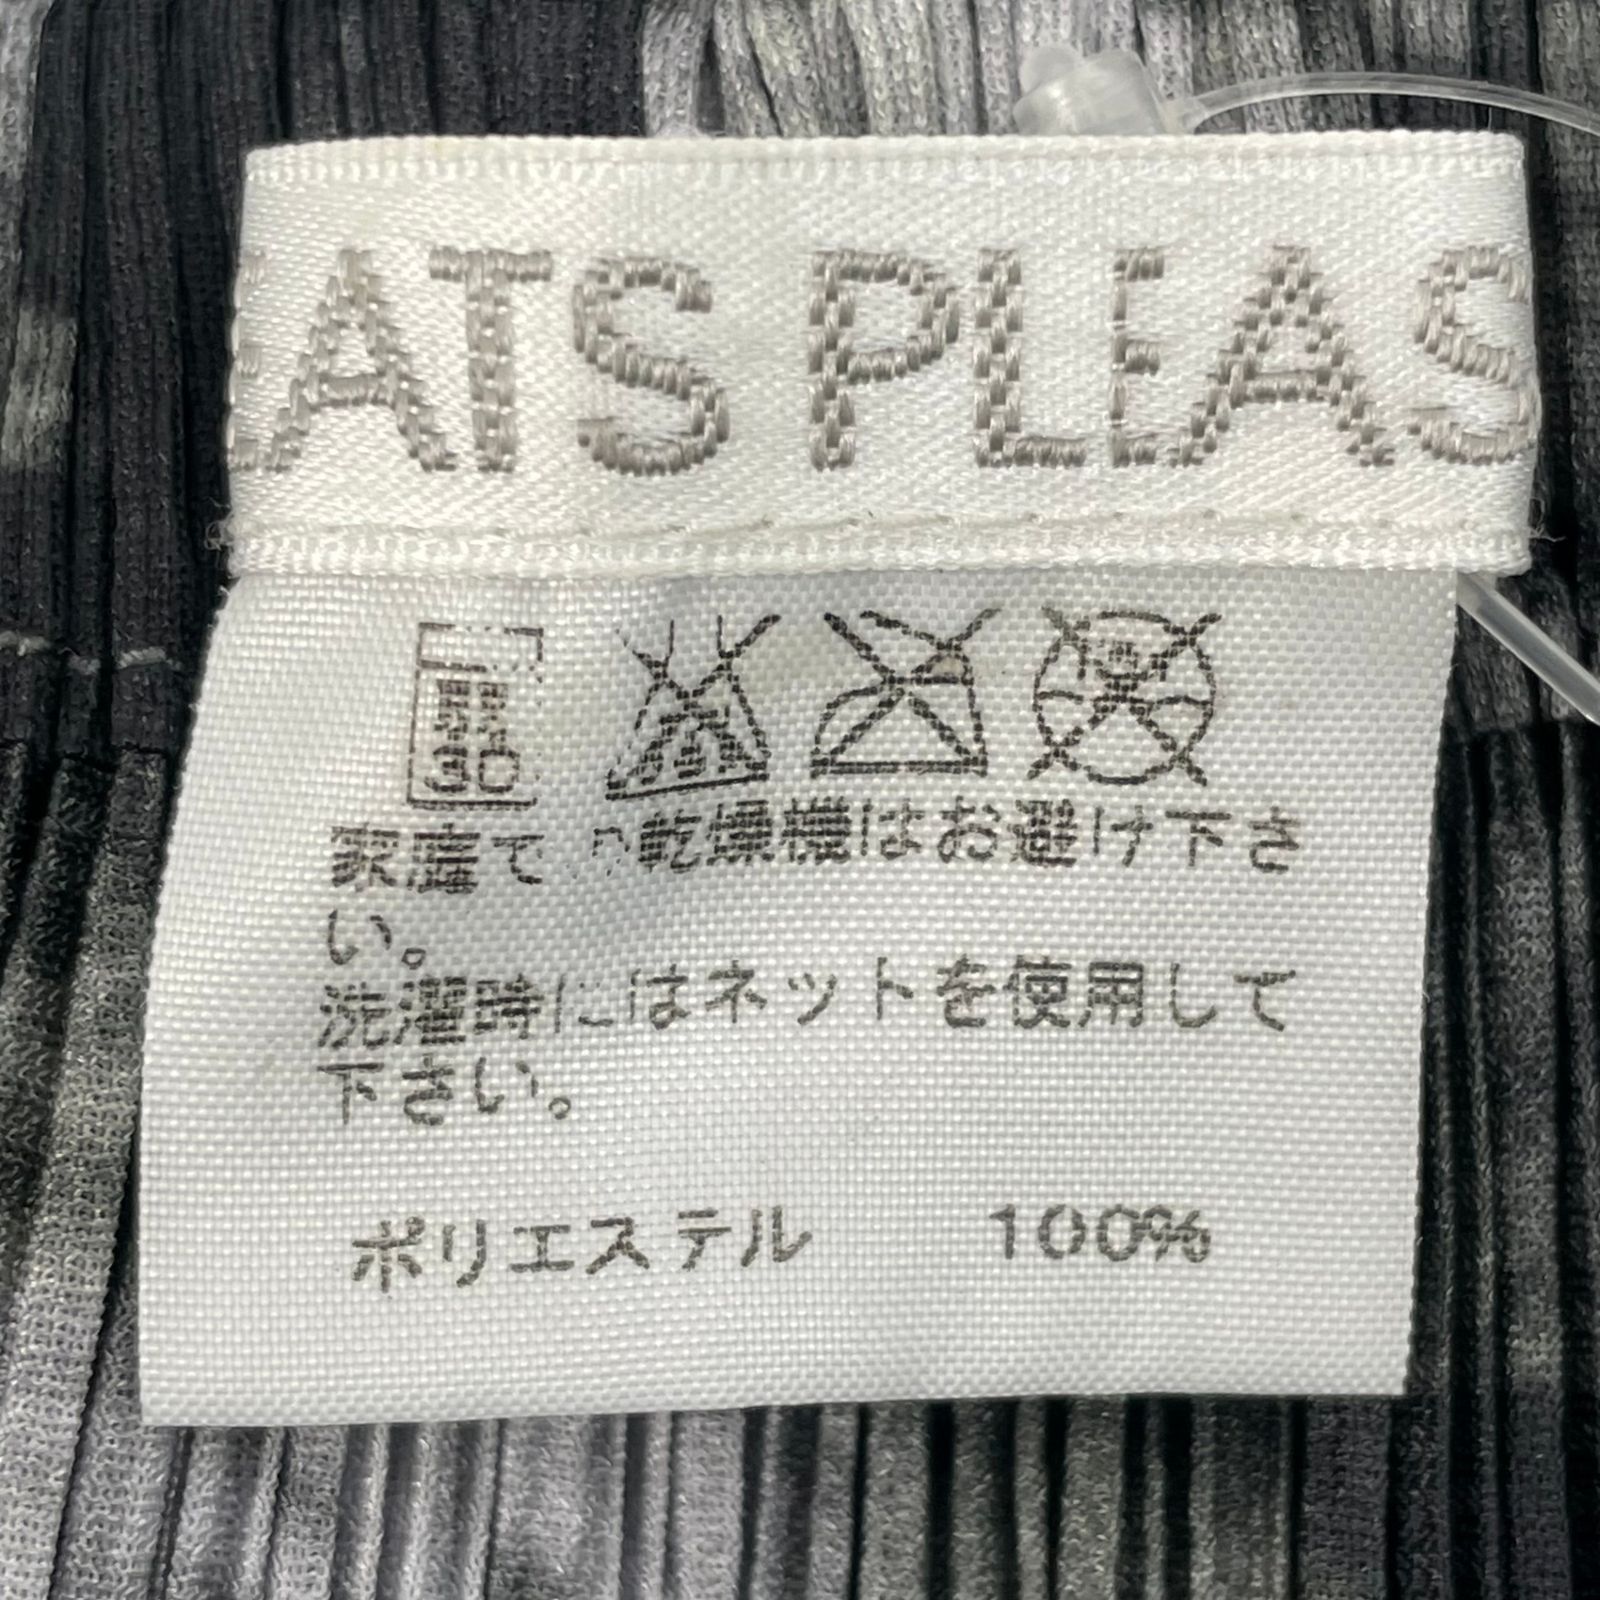 EATS PLEAS
弱
30
家庭での乾燥機はお避け下さ
い。
洗濯時にはネットを使用して
下さい。
ポリエステル 100%